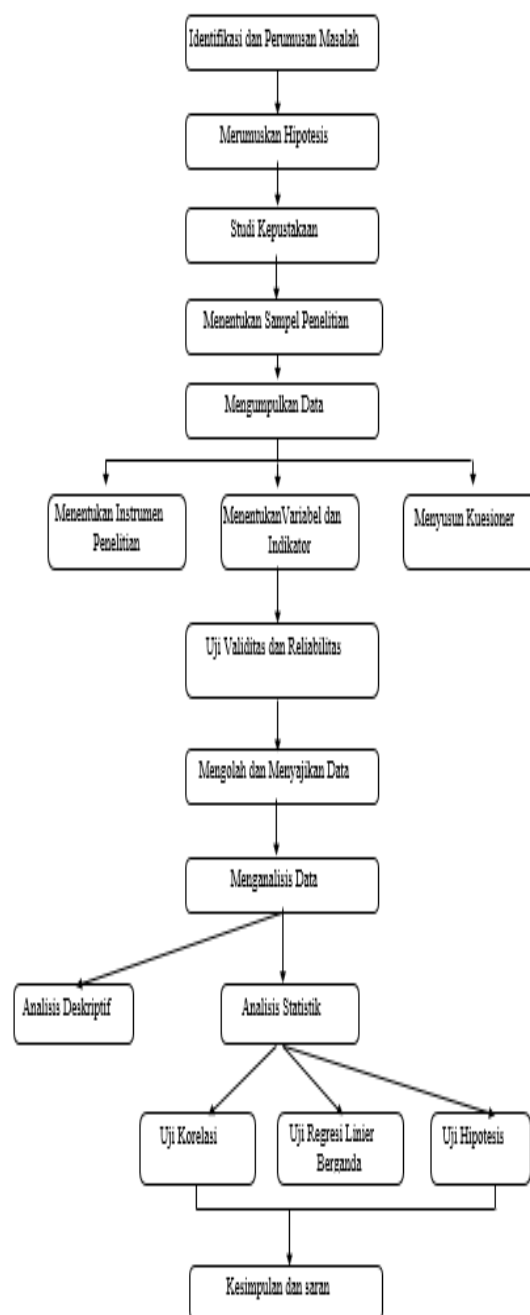 Identifikasi dan Perumusan Masalah
Merumuskan Hipotesis
Studi Kepustakaan
Menentukan Sampel Penelitian
Mengumpulkan Data
Menentukan Instrumen
Penelitian
MenentukanVariabel dan
Indikator
Menyusun Kuesioner
Uji Validitas dan Reliabilitas
Mengolah dan Menyajikan Data
Menganalisis Data
Analisis Deskriptif
Analisis Statistik
Uji Korelasi
Uji Regresi Linier
Berganda
Uji Hipotesis
Kesimpulan dan saran